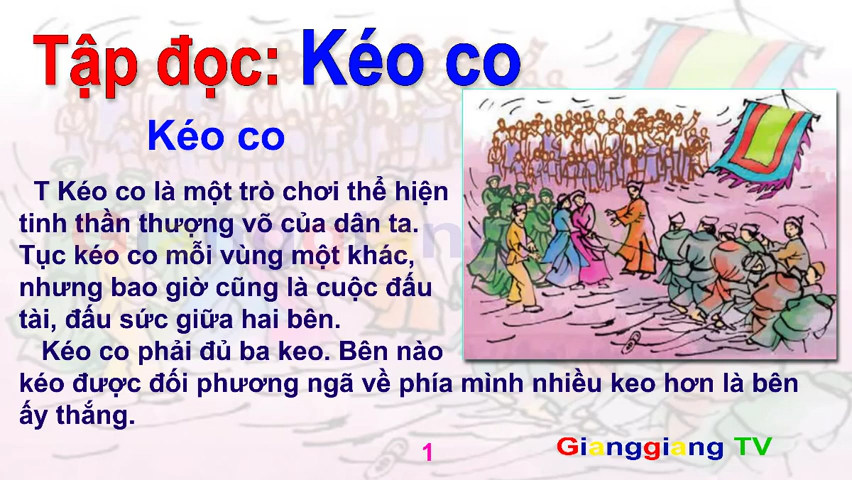 Tập đọc: Kéo co
Kéo co
T Kéo co là một trò chơi thể hiện
tinh thần thượng võ của dân ta.
Tục kéo co mỗi vùng một khác,
nhưng bao giờ cũng là cuộc đấu
tài, đấu sức giữa hai bên.
Kéo co phải đủ ba keo. Bên nào
kéo được đối phương ngã về phía mình nhiều keo hơn là bên
ấy thắng.
1
Gianggiang TV